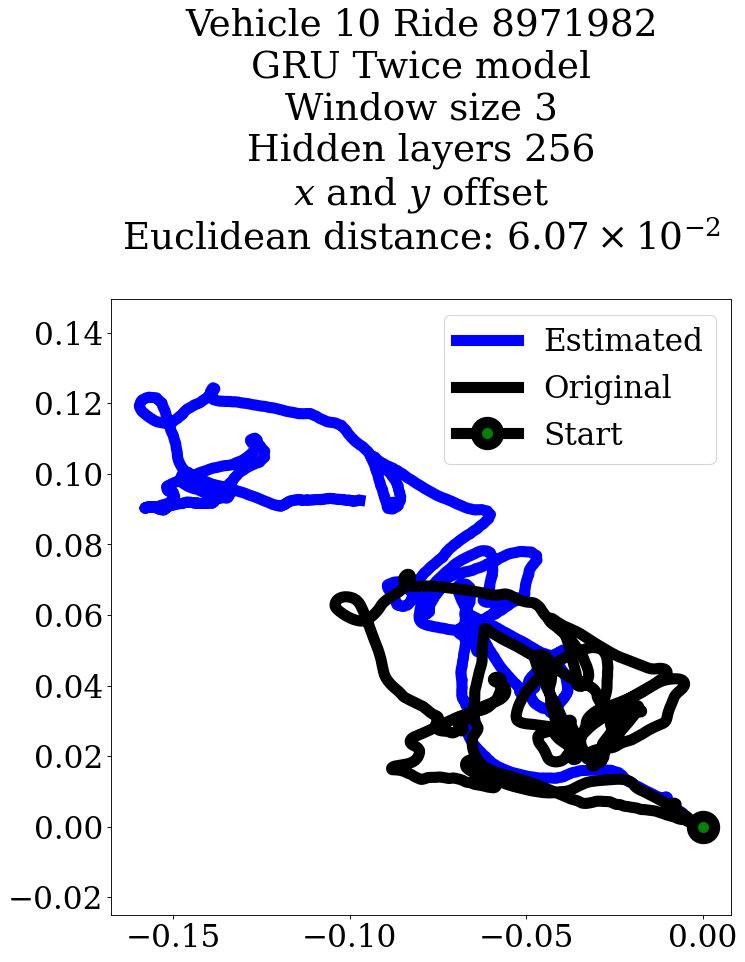 Vehicle 10 Ride 8971982
GRU Twice model
Window size 3
Hidden layers 256
x and y offset
Euclidean distance: 6.07 × 10⁻²
Estimated
Original
Start
0.14
0.12
0.10
0.08
0.06
0.04
0.02
0.00
−0.02
−0.15 −0.10 −0.05 0.00